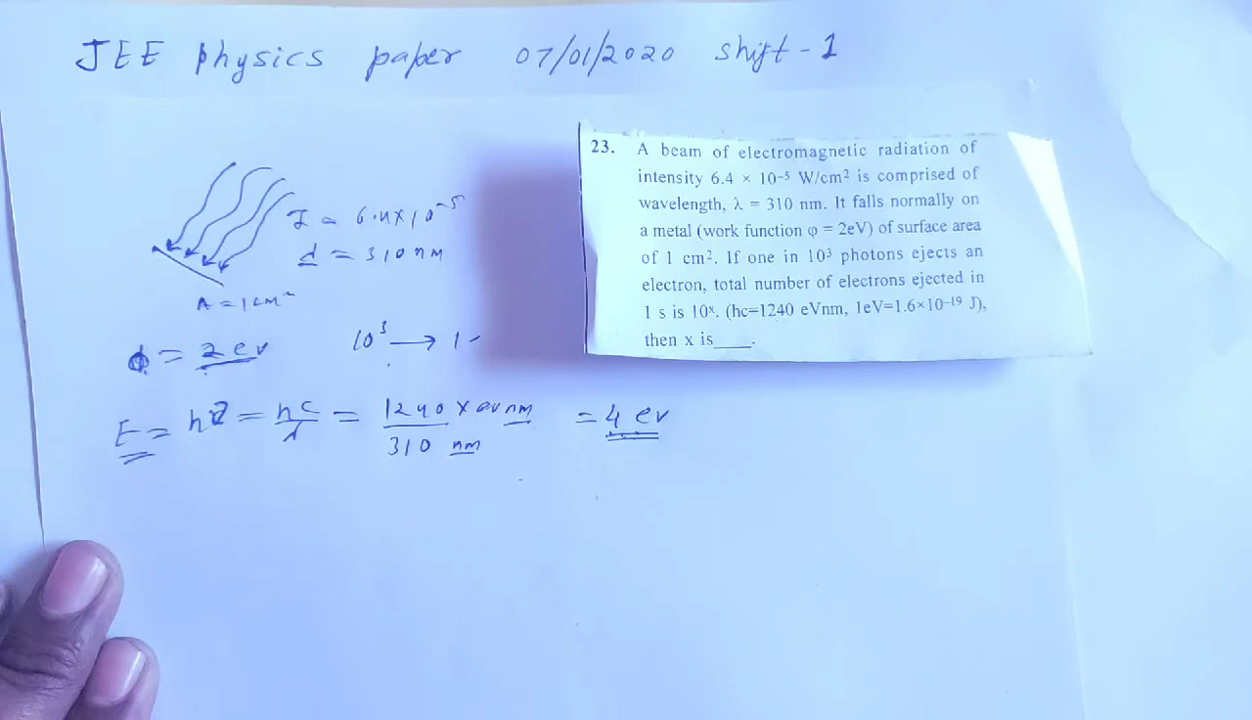 JEE physics paper 07/01/2020 shift-1
23. A beam of electromagnetic radiation of
intensity 6.4 × 10⁻⁵ W/cm² is comprised of
wavelength, λ = 310 nm. It falls normally on
a metal (work function φ = 2eV) of surface area
of 1 cm². If one in 10³ photons ejects an
electron, total number of electrons ejected in
1 s is 10ˣ. (hc=1240 eVnm, 1eV=1.6×10⁻¹⁹ J),
then x is____.
I = 6.4×10⁻⁵
λ = 310 nm
A = 1cm²
ϕ = 2 ev
10³ → 1
E = hν = hc/λ = 1240 × evnm / 310 nm = 4 ev